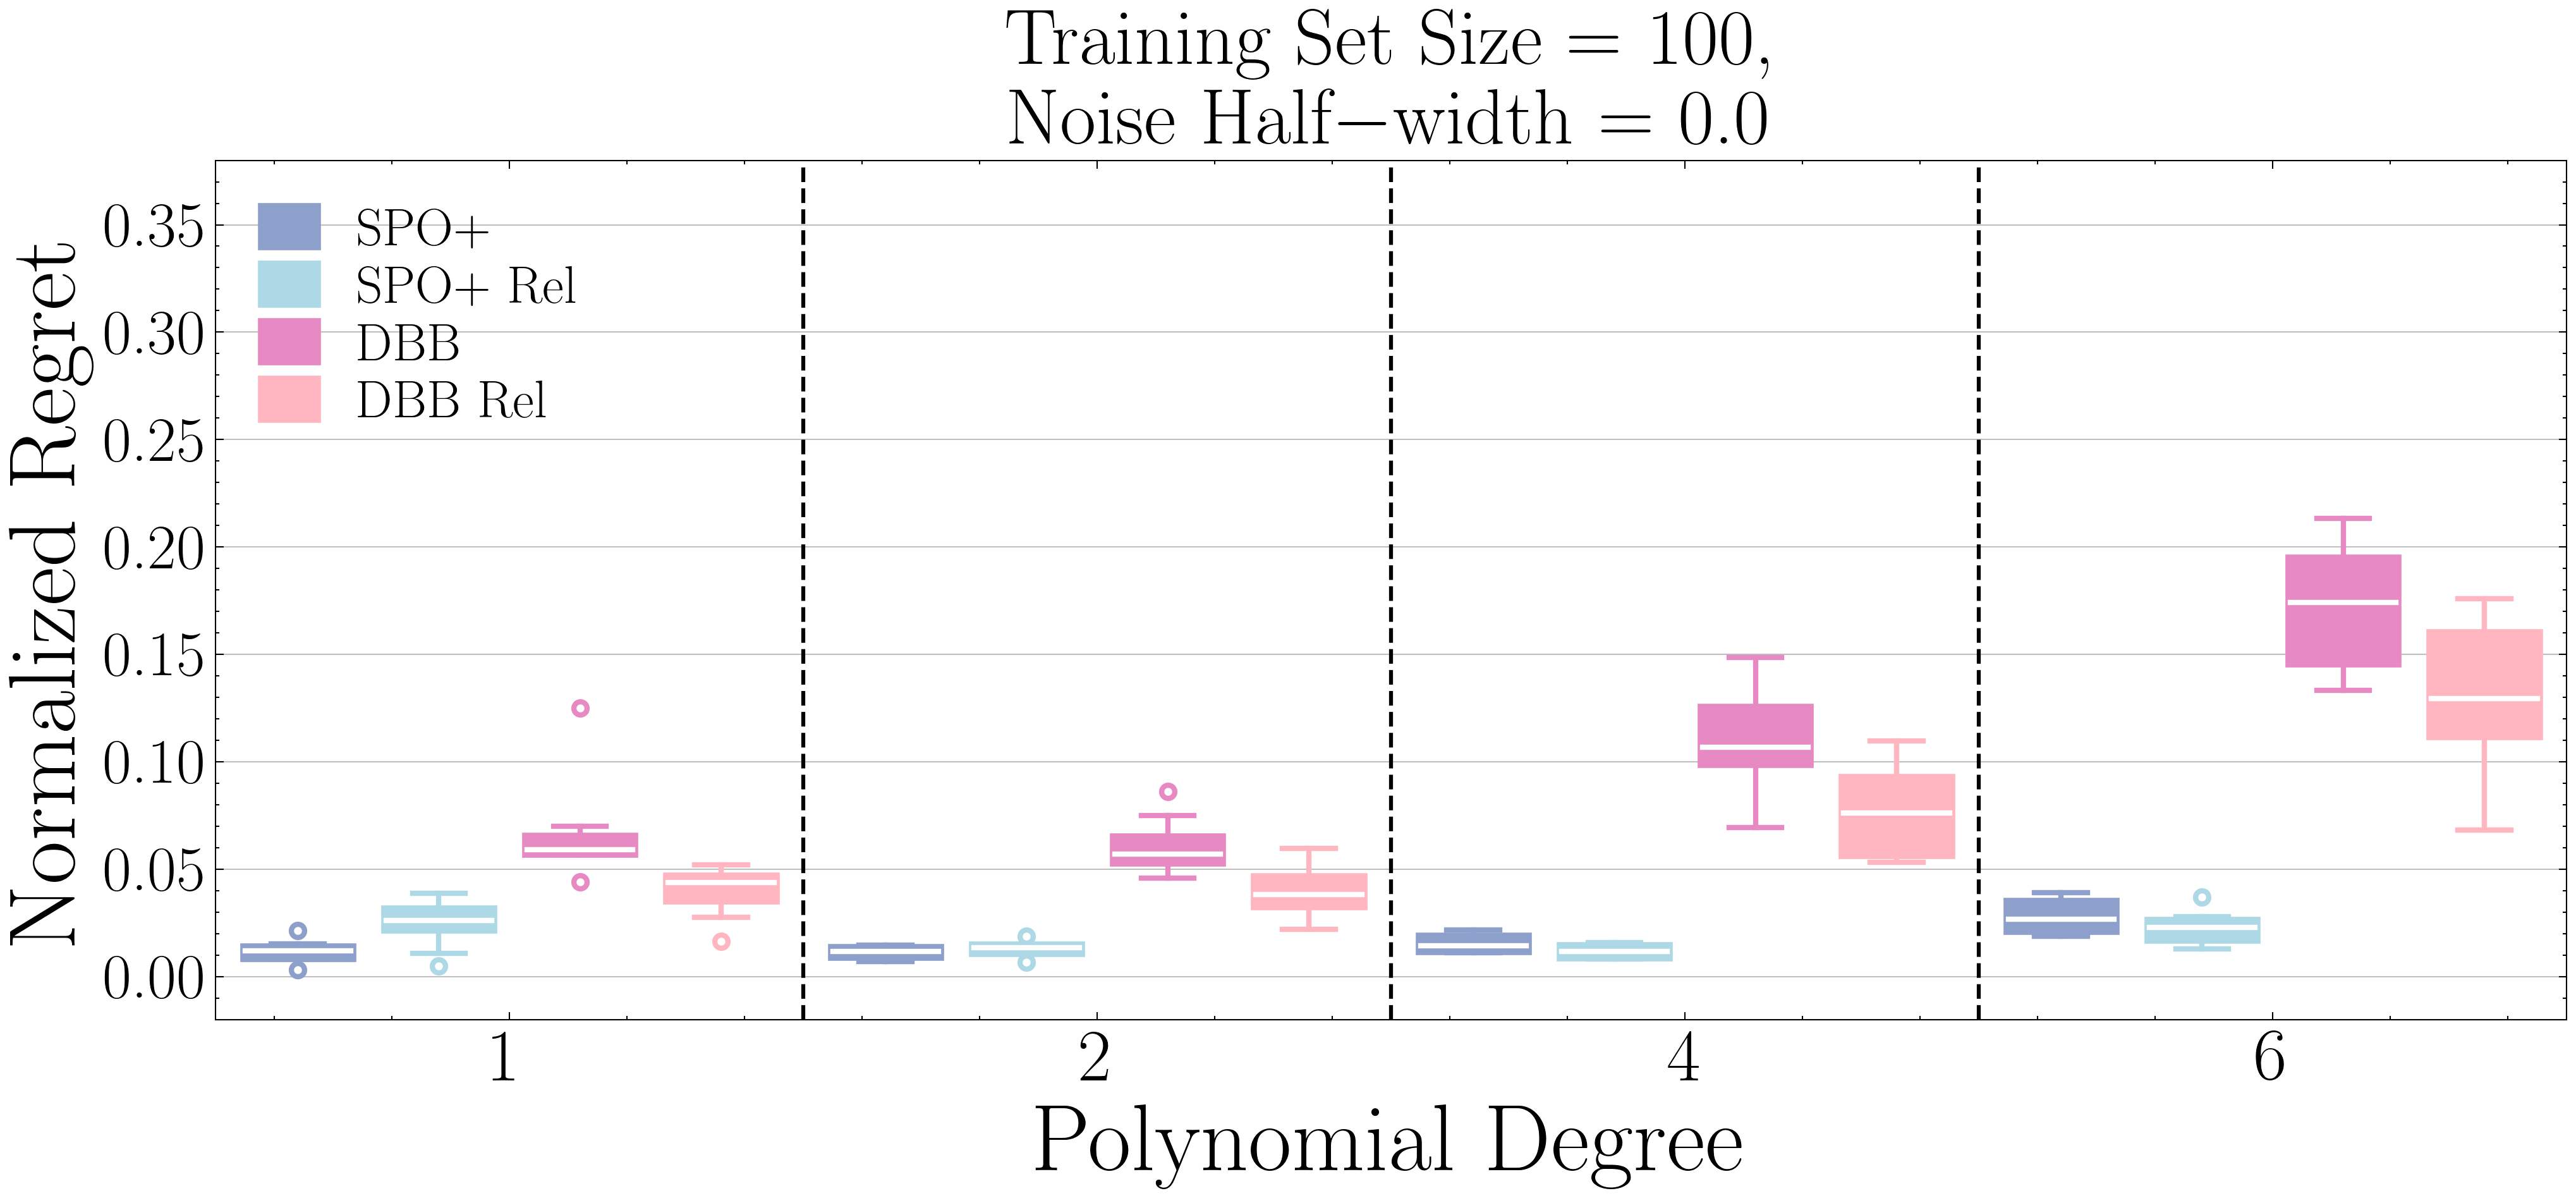 Training Set Size = 100,
Noise Half−width = 0.0
Normalized Regret
0.35
0.30
0.25
0.20
0.15
0.10
0.05
0.00
SPO+
SPO+ Rel
DBB
DBB Rel
1 2 4 6
Polynomial Degree